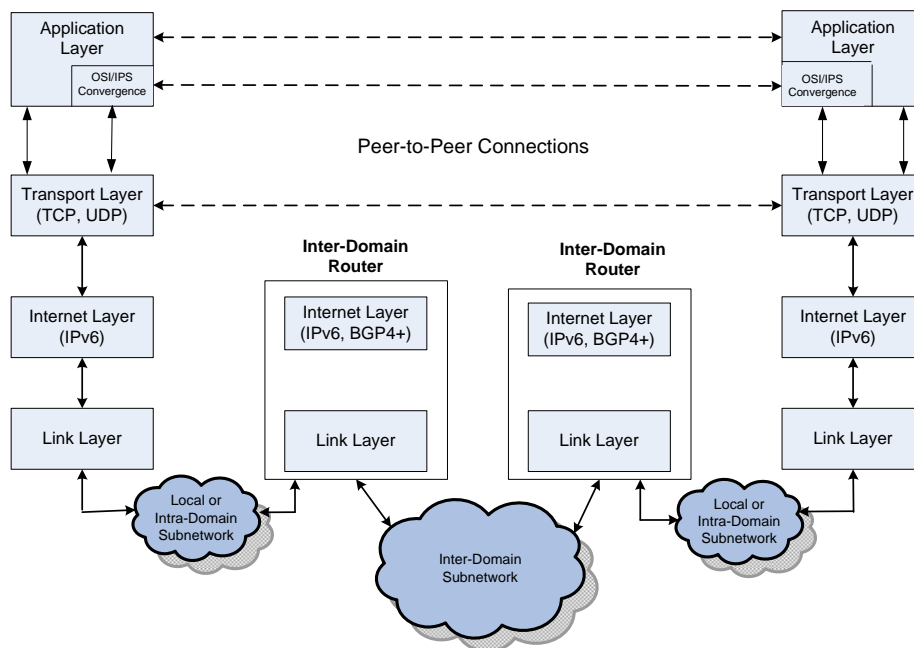 Application
Layer
OSI/IPS
Convergence
Application
Layer
OSI/IPS
Convergence
Peer-to-Peer Connections
Transport Layer
(TCP, UDP)
Transport Layer
(TCP, UDP)
Inter-Domain
Router
Inter-Domain
Router
Internet Layer
(IPv6)
Internet Layer
(IPv6, BGP4+)
Internet Layer
(IPv6, BGP4+)
Internet Layer
(IPv6)
Link Layer
Link Layer
Link Layer
Link Layer
Local or
Intra-Domain
Subnetwork
Inter-Domain
Subnetwork
Local or
Intra-Domain
Subnetwork